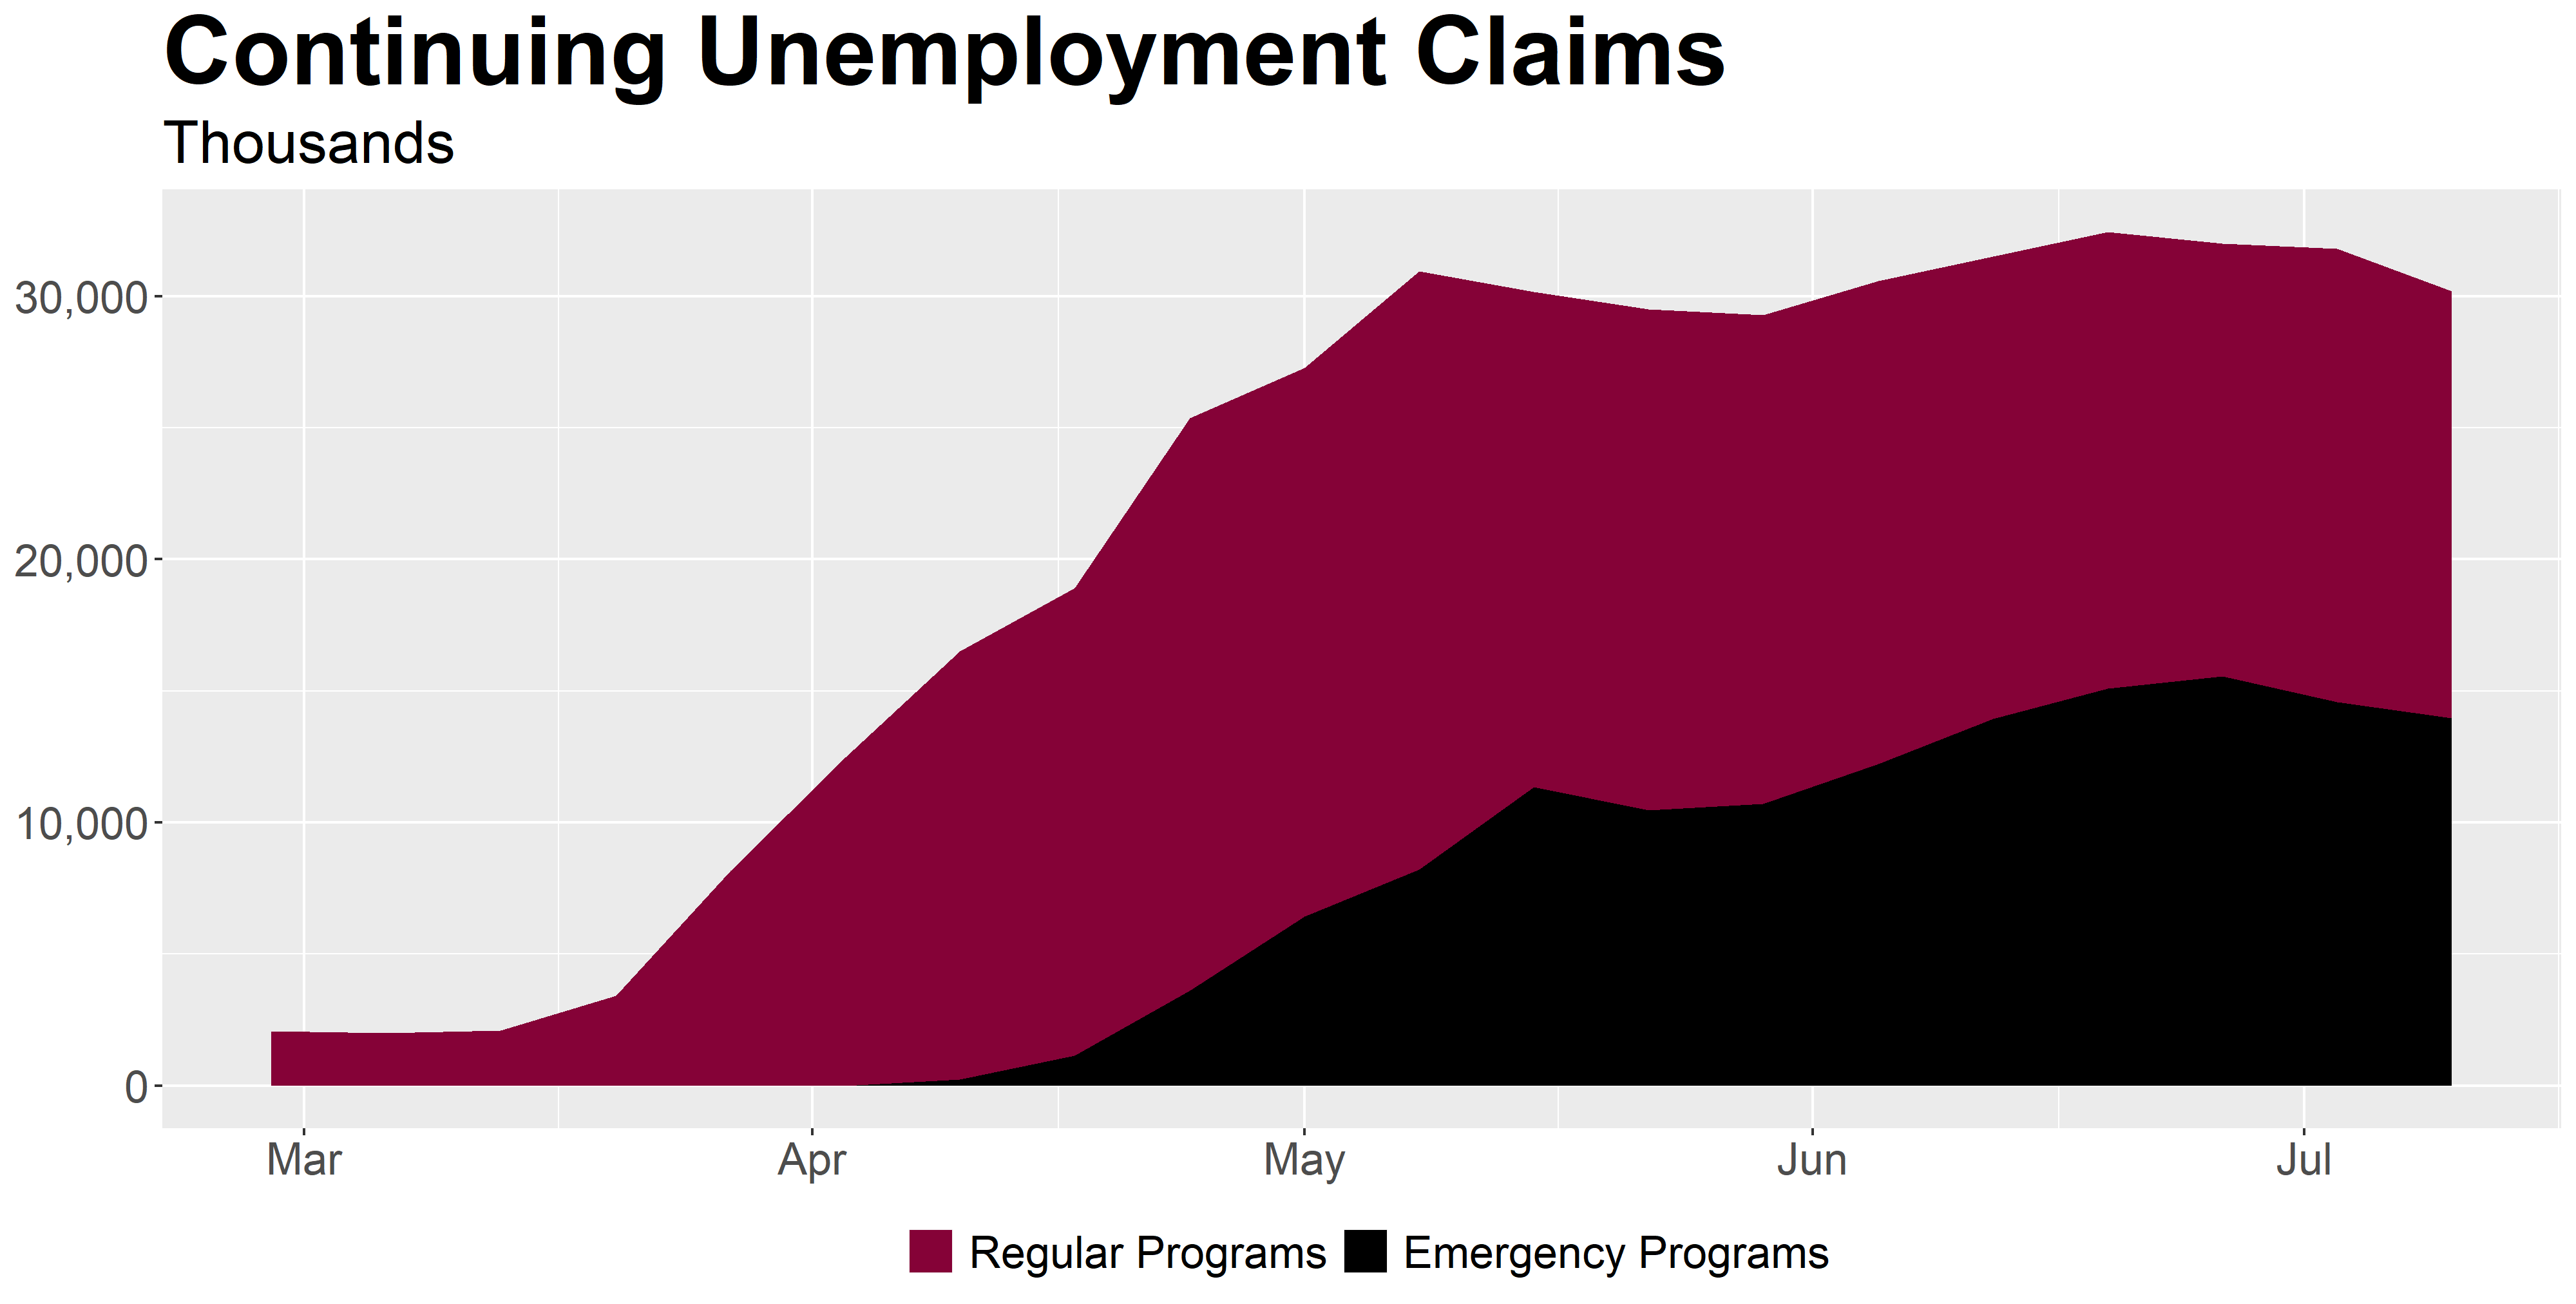 Continuing Unemployment Claims
Thousands
30,000
20,000
10,000
0
Mar Apr May Jun Jul
Regular Programs Emergency Programs